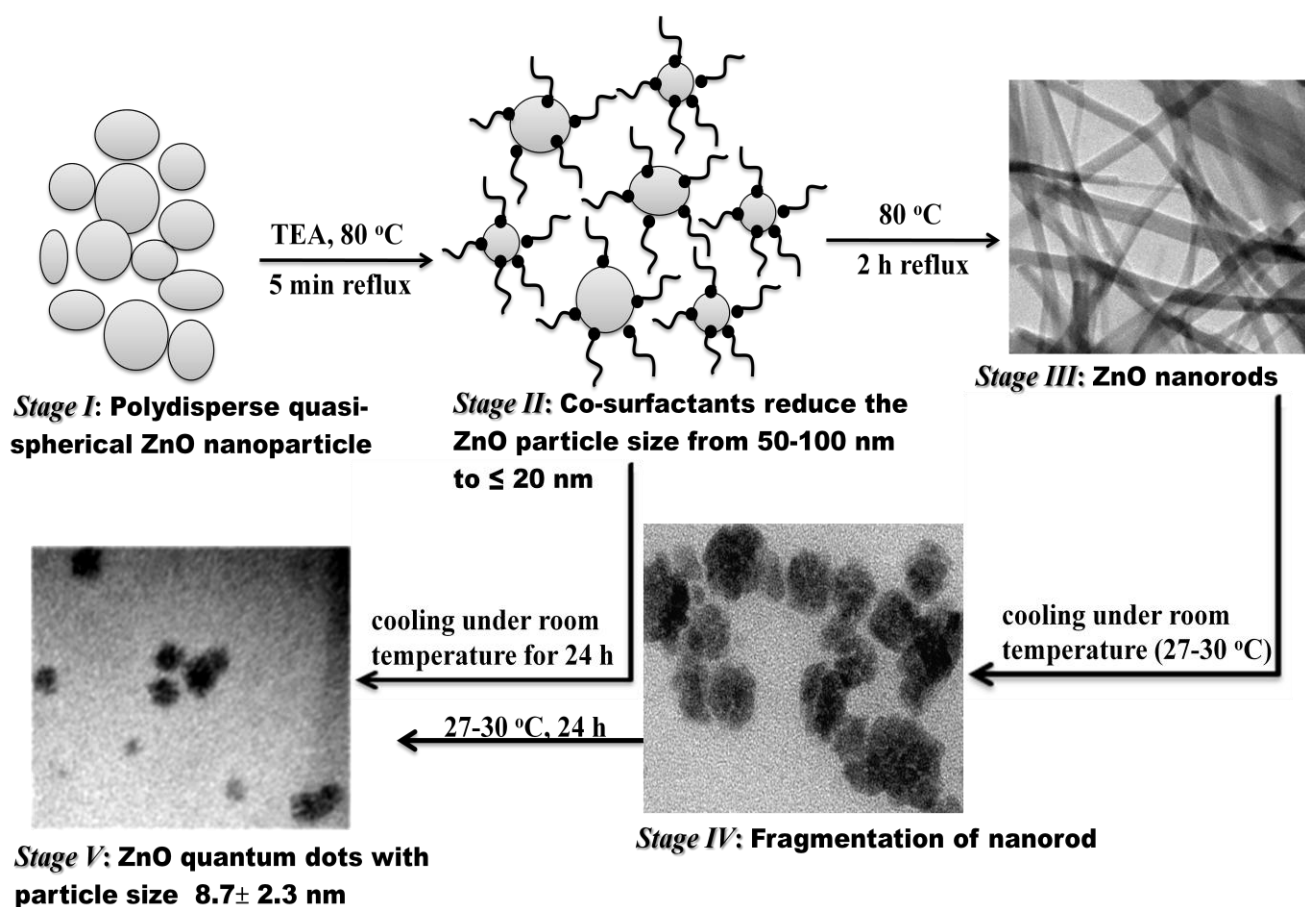 TEA, 80 °C
5 min reflux
80 °C
2 h reflux
Stage I: Polydisperse quasi-
spherical ZnO nanoparticle
Stage II: Co-surfactants reduce the
ZnO particle size from 50-100 nm
to ≤ 20 nm
Stage III: ZnO nanorods
cooling under room
temperature for 24 h
27-30 °C, 24 h
cooling under room
temperature (27-30 °C)
Stage IV: Fragmentation of nanorod
Stage V: ZnO quantum dots with
particle size 8.7± 2.3 nm